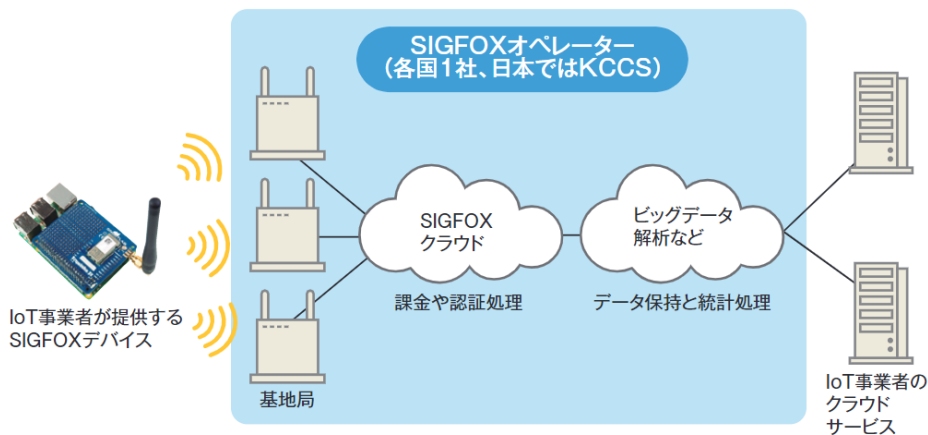 SIGFOXオペレーター
(各国1社、日本ではKCCS)
SIGFOX
クラウド
ビッグデータ
解析など
課金や認証処理
データ保持と統計処理
IoT事業者が提供する
SIGFOXデバイス
基地局
IoT事業者の
クラウド
サービス